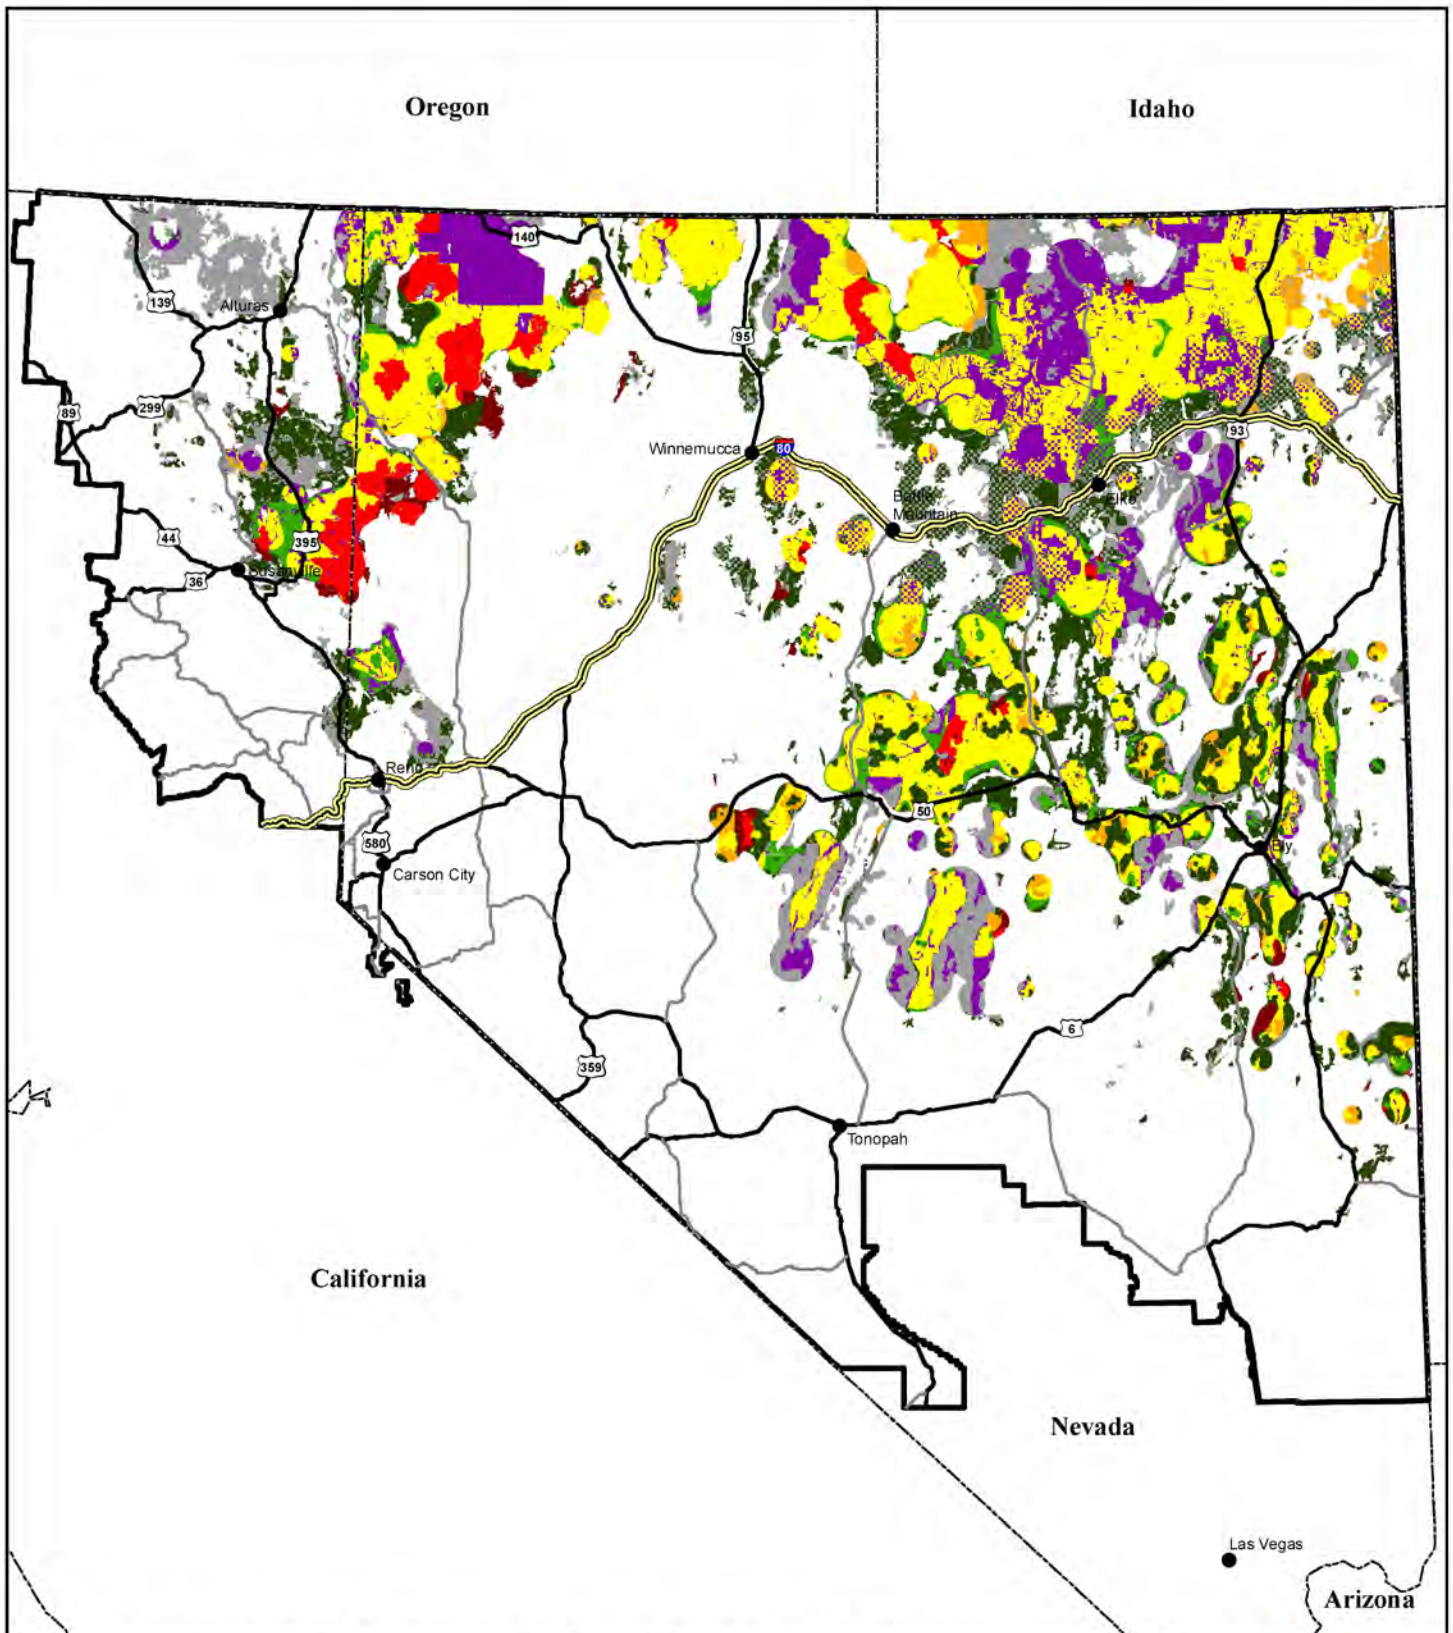 Oregon
Idaho
140
139
Alturas
95
299
89
93
Winnemucca
80
Elko
Battle
Mountain
44
395
36
Susanville
Reno
50
580
Ely
Carson City
6
359
Tonopah
California
Nevada
Las Vegas
Arizona